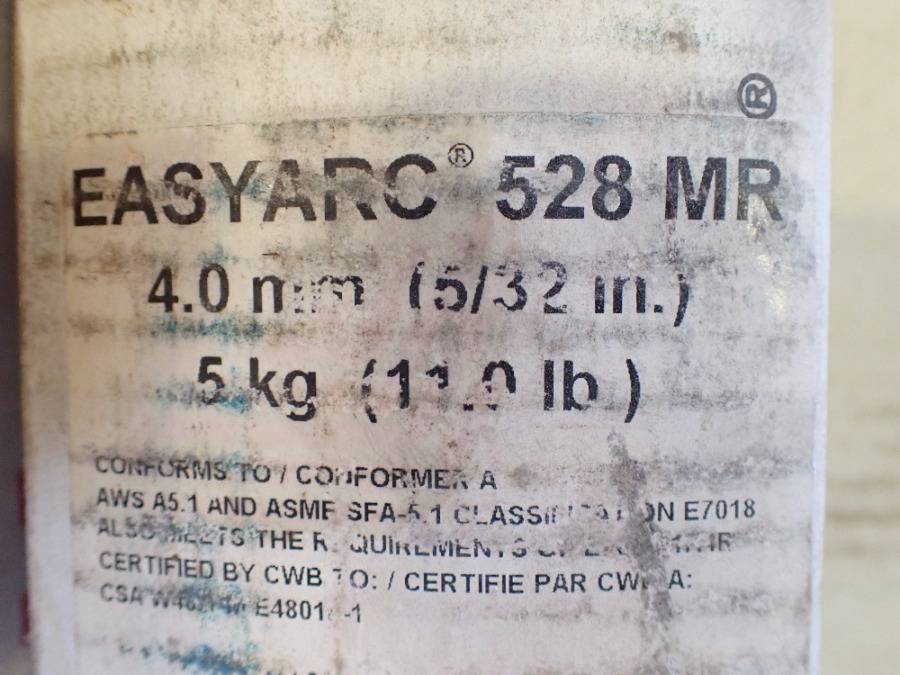 ®
EASYARC® 528 MR
4.0 mm (5/32 in.)
5 kg (11.0 lb.)
CONFORMS TO / CONFORMER A
AWS A5.1 AND ASME SFA-5.1 CLASSIFICATION E7018
ALSO MEETS THE REQUIREMENTS OF
CERTIFIED BY CWB TO: / CERTIFIE PAR CWB A:
CSA